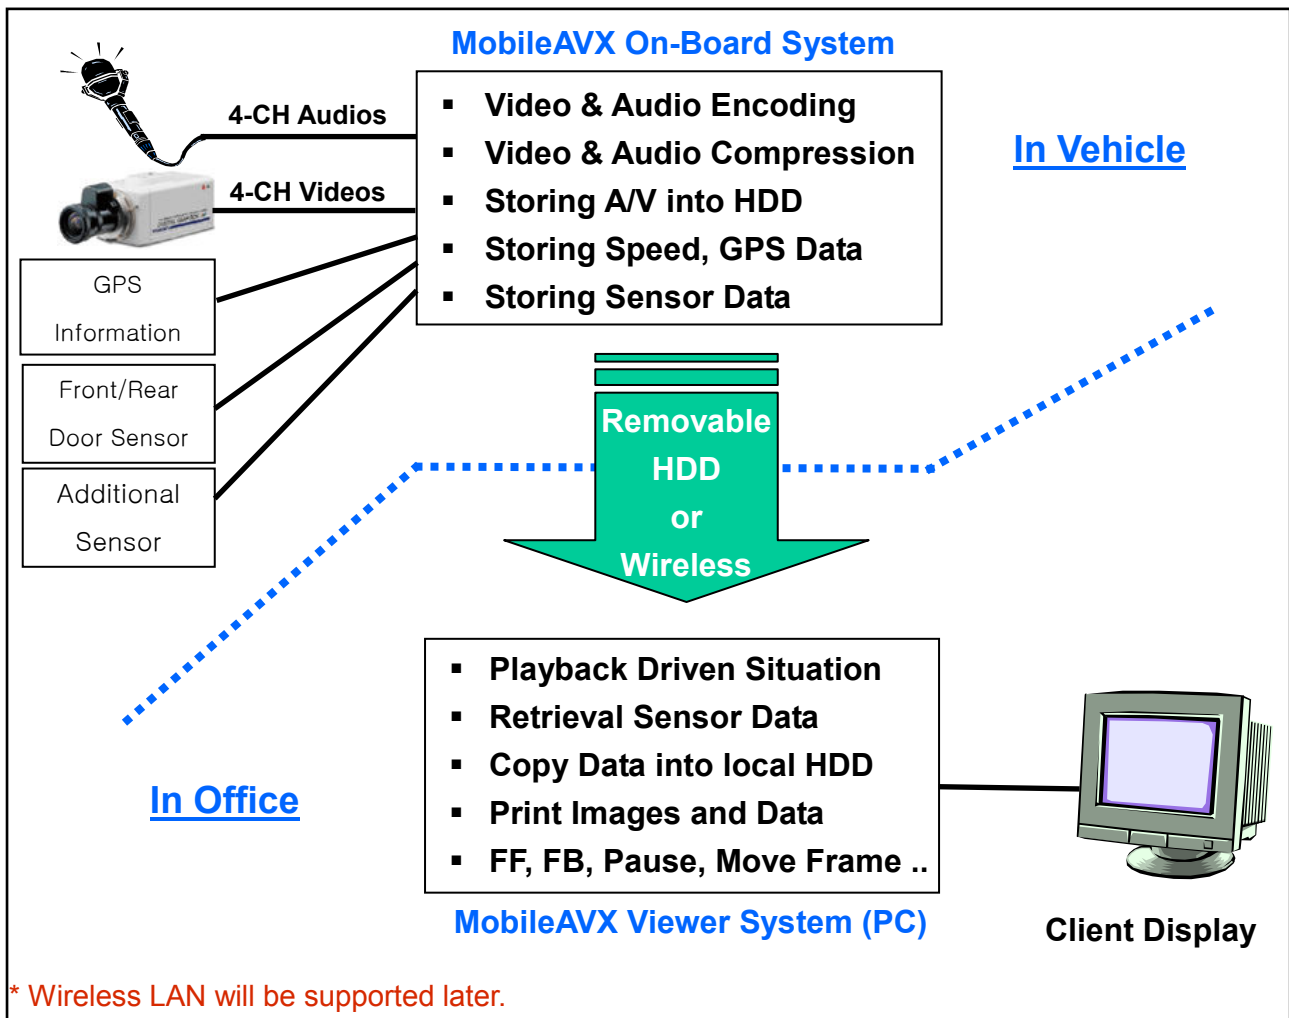 MobileAVX On-Board System
4-CH Audios
4-CH Videos
▪ Video & Audio Encoding
▪ Video & Audio Compression
▪ Storing A/V into HDD
▪ Storing Speed, GPS Data
▪ Storing Sensor Data
In Vehicle
GPS
Information
Front/Rear
Door Sensor
Additional
Sensor
Removable
HDD
or
Wireless
In Office
▪ Playback Driven Situation
▪ Retrieval Sensor Data
▪ Copy Data into local HDD
▪ Print Images and Data
▪ FF, FB, Pause, Move Frame ..
MobileAVX Viewer System (PC)
Client Display
* Wireless LAN will be supported later.